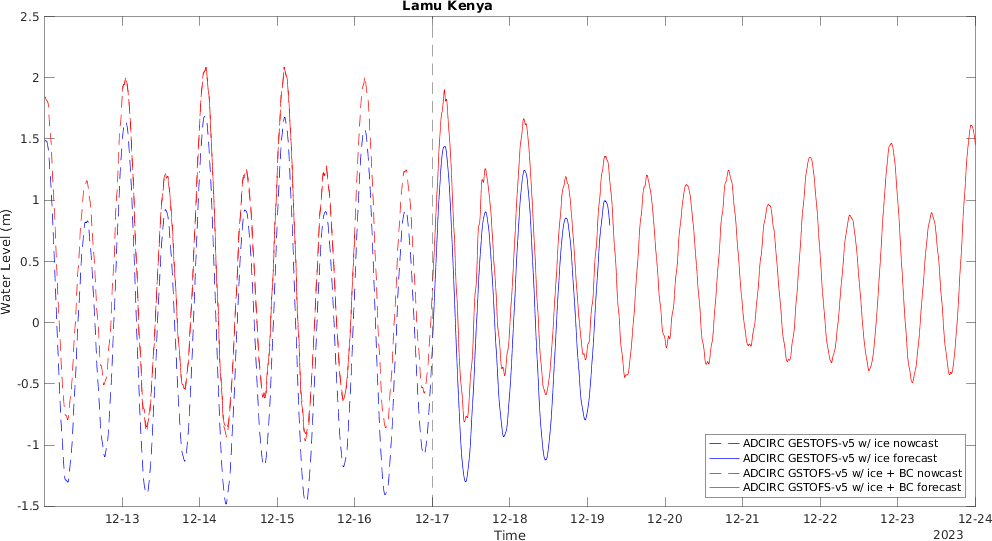 Lamu Kenya
2.5
2
1.5
1
0.5
0
-0.5
-1
-1.5
Water Level (m)
12-13 12-14 12-15 12-16 12-17 12-18 12-19 12-20 12-21 12-22 12-23 12-24
Time
2023
ADCIRC GESTOFS-v5 w/ ice nowcast
ADCIRC GESTOFS-v5 w/ ice forecast
ADCIRC GSTOFS-v5 w/ ice + BC nowcast
ADCIRC GSTOFS-v5 w/ ice + BC forecast